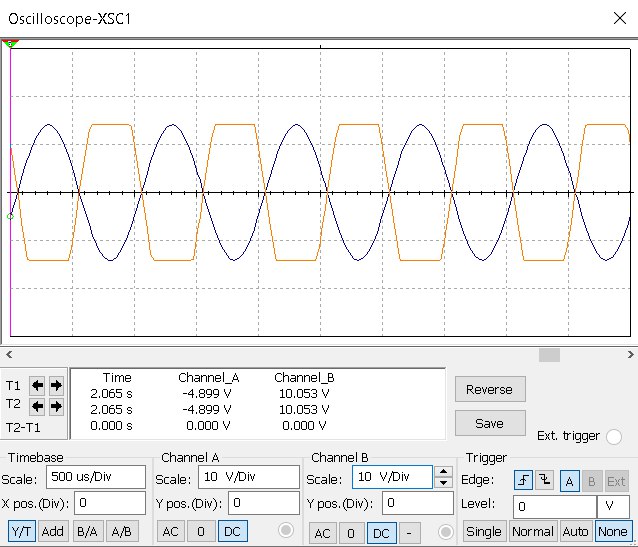 Oscilloscope-XSC1
T1
T2
T2-T1
Time Channel_A Channel_B
2.065 s -4.899 V 10.053 V
2.065 s -4.899 V 10.053 V
0.000 s 0.000 V 0.000 V
Reverse
Save
Ext. trigger
Timebase
Scale: 500 us/Div
X pos.(Div): 0
Y/T Add B/A A/B
Channel A
Scale: 10 V/Div
Y pos.(Div): 0
AC 0 DC
Channel B
Scale: 10 V/Div
Y pos.(Div): 0
AC 0 DC -
Trigger
Edge: A B Ext
Level: 0 V
Single Normal Auto None